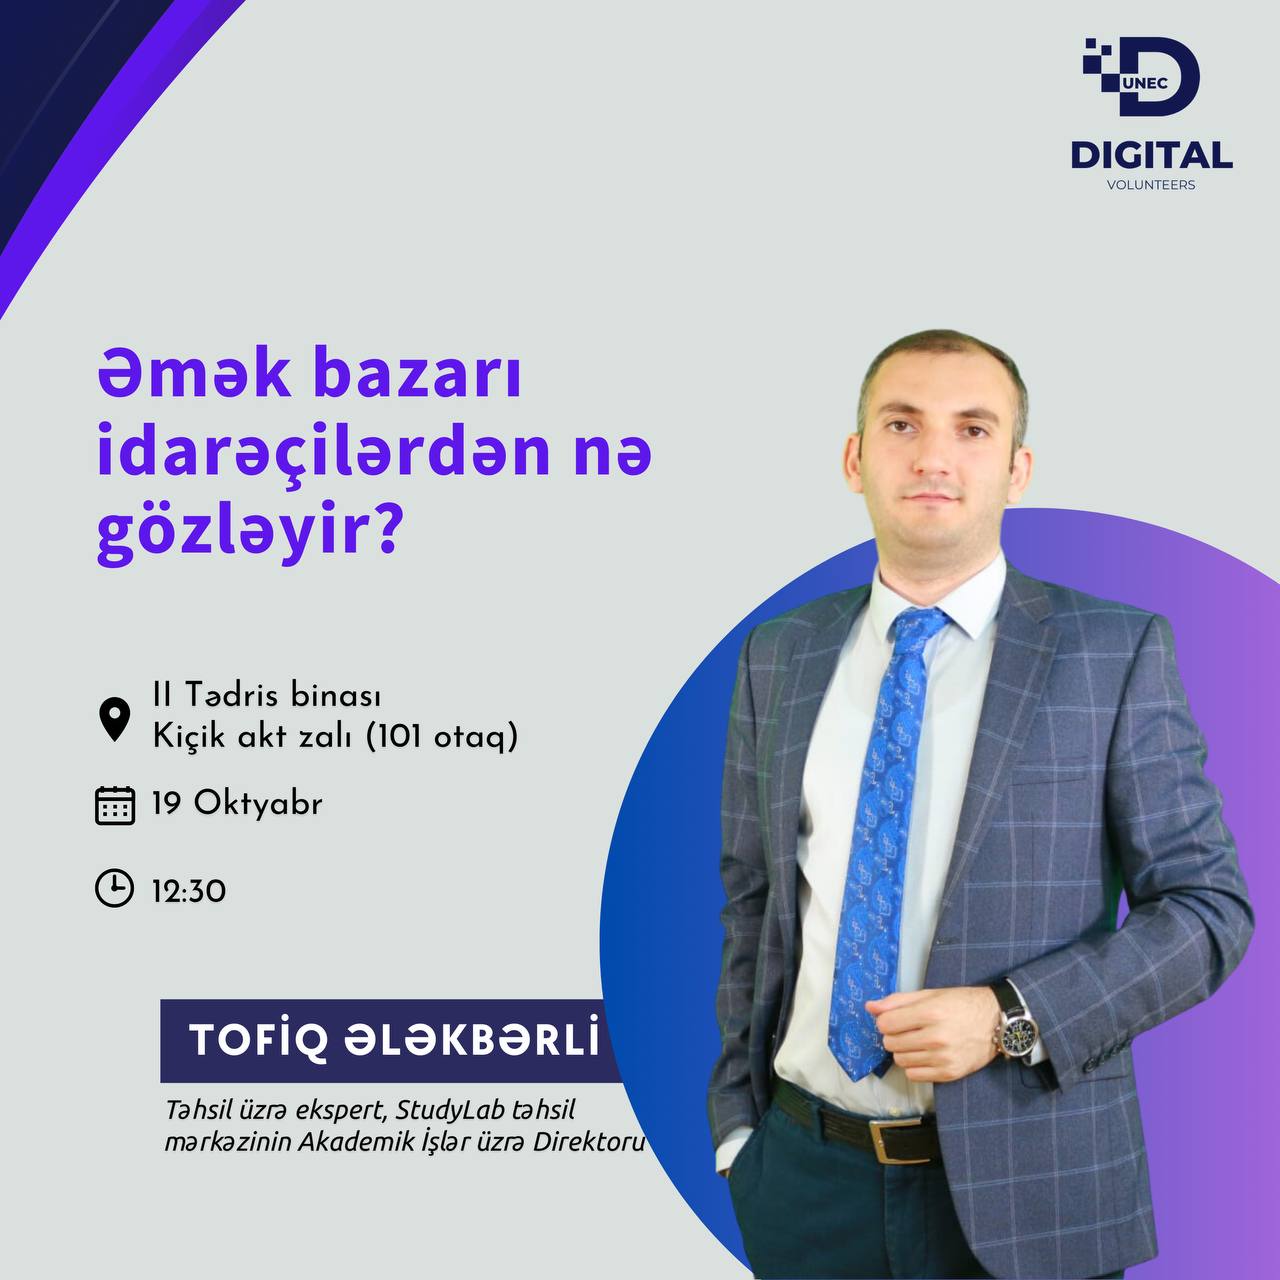 UNEC
DIGITAL
VOLUNTEERS
Əmək bazarı
idarəçilərdən nə
gözləyir?
II Tədris binası
Kiçik akt zalı (101 otaq)
19 Oktyabr
12:30
TOFİQ ƏLƏKBƏRLİ
Təhsil üzrə ekspert, StudyLab təhsil
mərkəzinin Akademik İşlər üzrə Direktoru